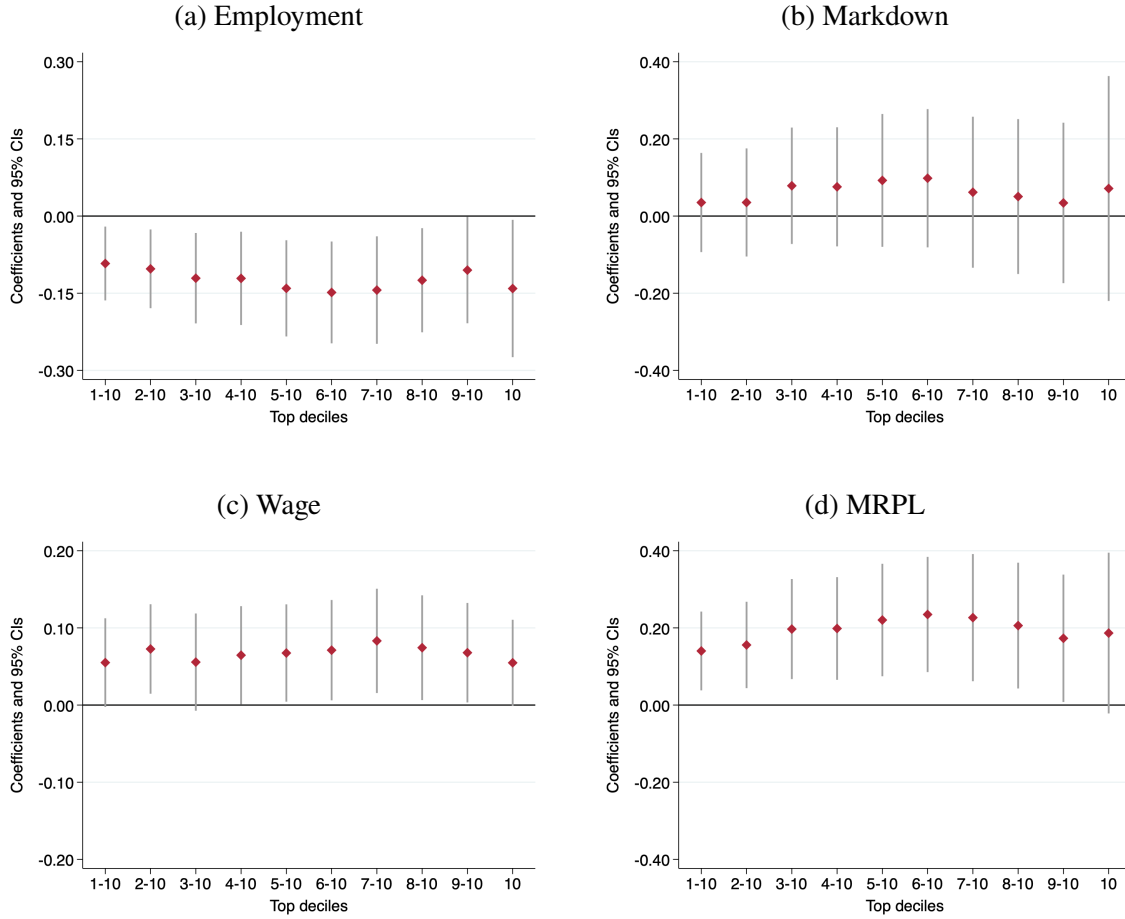 (a) Employment
0.30
0.15
0.00
-0.15
-0.30
Coefficients and 95% CIs
1-10 2-10 3-10 4-10 5-10 6-10 7-10 8-10 9-10 10
Top deciles
(b) Markdown
0.40
0.20
0.00
-0.20
-0.40
Coefficients and 95% CIs
1-10 2-10 3-10 4-10 5-10 6-10 7-10 8-10 9-10 10
Top deciles
(c) Wage
0.20
0.10
0.00
-0.10
-0.20
Coefficients and 95% CIs
1-10 2-10 3-10 4-10 5-10 6-10 7-10 8-10 9-10 10
Top deciles
(d) MRPL
0.40
0.20
0.00
-0.20
-0.40
Coefficients and 95% CIs
1-10 2-10 3-10 4-10 5-10 6-10 7-10 8-10 9-10 10
Top deciles